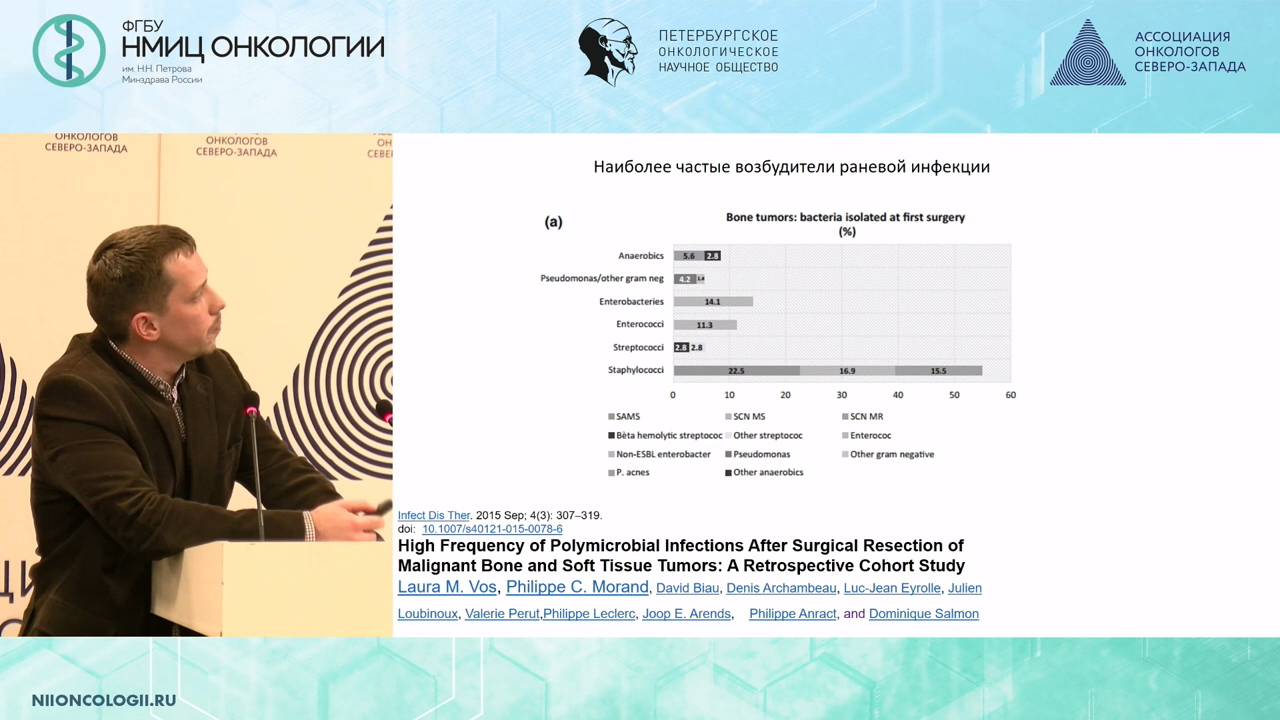 ФГБУ
НМИЦ ОНКОЛОГИИ
им. Н.Н. Петрова
Минздрава России
ПЕТЕРБУРГСКОЕ
ОНКОЛОГИЧЕСКОЕ
НАУЧНОЕ ОБЩЕСТВО
АССОЦИАЦИЯ
ОНКОЛОГОВ
СЕВЕРО-ЗАПАДА
ОНКОЛОГОВ
СЕВЕРО-ЗАПАДА
ОНКОЛОГОВ
СЕВЕРО-ЗАПАДА
Наиболее частые возбудители раневой инфекции
(a)
Bone tumors: bacteria isolated at first surgery
(%)
Anaerobics 5.6 2.8
Pseudomonas/other gram neg 4.2
Enterobacteries 14.1
Enterococci 11.3
Streptococci 2.8 2.8
Staphylococci 22.5 16.9 15.5
0 10 20 30 40 50 60
SAMS SCN MS SCN MR
Bèta hemolytic streptococ Other streptococ Enterococ
Non-ESBL enterobacter Pseudomonas Other gram negative
P. acnes Other anaerobics
Infect Dis Ther. 2015 Sep; 4(3): 307–319.
doi: 10.1007/s40121-015-0078-6
High Frequency of Polymicrobial Infections After Surgical Resection of
Malignant Bone and Soft Tissue Tumors: A Retrospective Cohort Study
Laura M. Vos, Philippe C. Morand, David Biau, Denis Archambeau, Luc-Jean Eyrolle, Julien
Loubinoux, Valerie Perut,Philippe Leclerc, Joop E. Arends, Philippe Anract, and Dominique Salmon
NIIONCOLOGII.RU